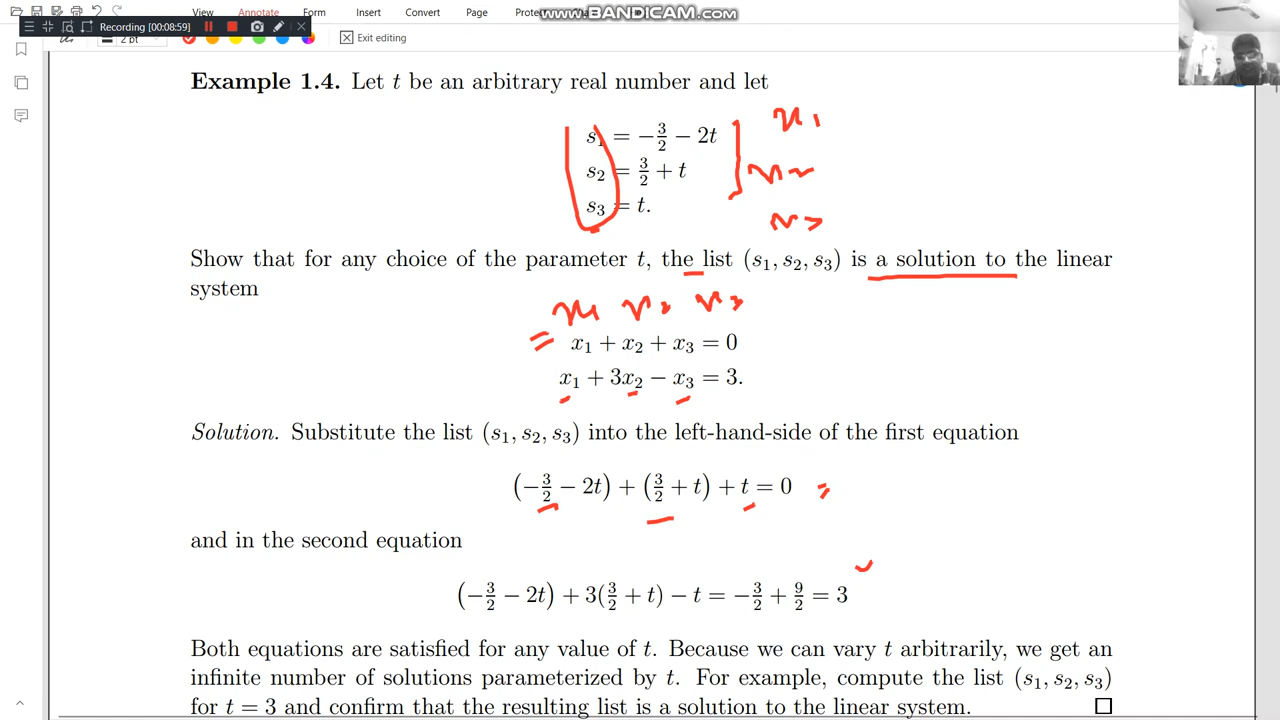 www.BANDICAM.com
View Annotate Form Insert Convert Page
Recording [00:08:59]
2 pt
Exit editing
Example 1.4. Let t be an arbitrary real number and let
s₁ = −3/2 − 2t
x1
s₂ = 3/2 + t
x2
s₃ = t.
x3
Show that for any choice of the parameter t, the list (s₁, s₂, s₃) is a solution to the linear
system
x1 x2 x3
x₁ + x₂ + x₃ = 0
x₁ + 3x₂ − x₃ = 3.
Solution. Substitute the list (s₁, s₂, s₃) into the left-hand-side of the first equation
(−3/2 − 2t) + (3/2 + t) + t = 0
and in the second equation
(−3/2 − 2t) + 3(3/2 + t) − t = −3/2 + 9/2 = 3
Both equations are satisfied for any value of t. Because we can vary t arbitrarily, we get an
infinite number of solutions parameterized by t. For example, compute the list (s₁, s₂, s₃)
for t = 3 and confirm that the resulting list is a solution to the linear system.